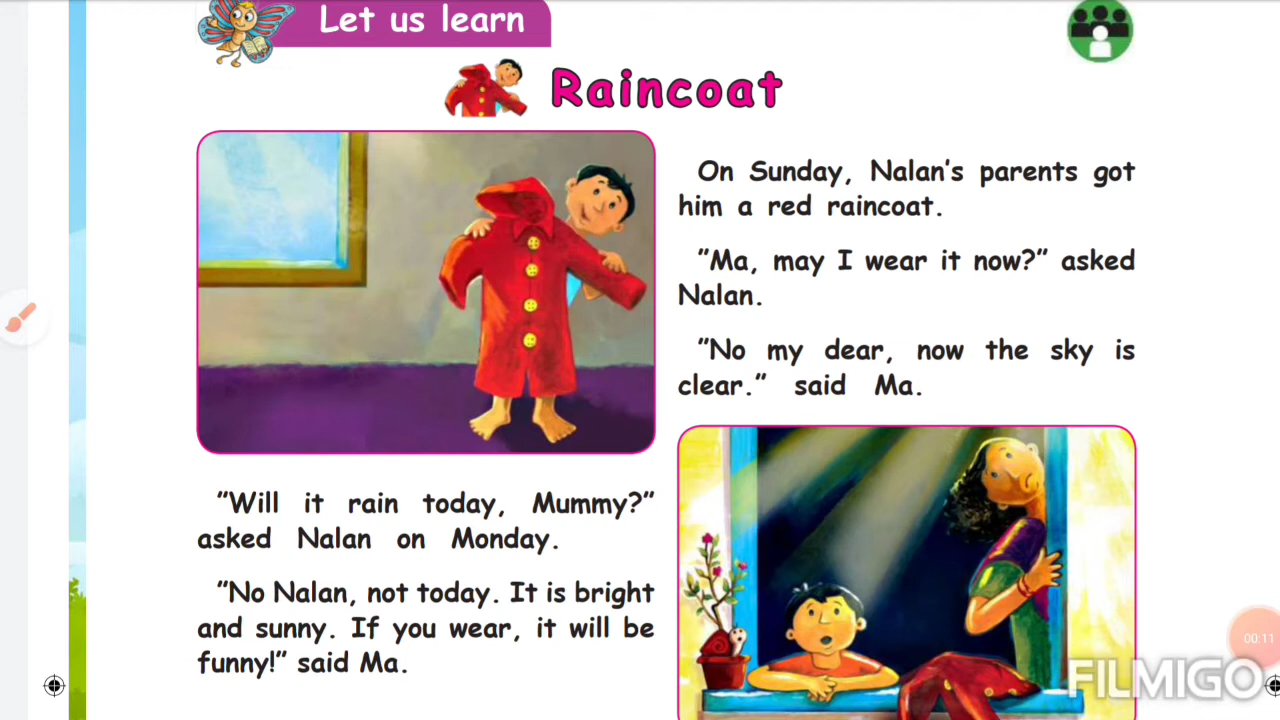 Let us learn
Raincoat
On Sunday, Nalan's parents got
him a red raincoat.
"Ma, may I wear it now?" asked
Nalan.
"No my dear, now the sky is
clear." said Ma.
"Will it rain today, Mummy?"
asked Nalan on Monday.
"No Nalan, not today. It is bright
and sunny. If you wear, it will be
funny!" said Ma.
00:11
FILMIGO